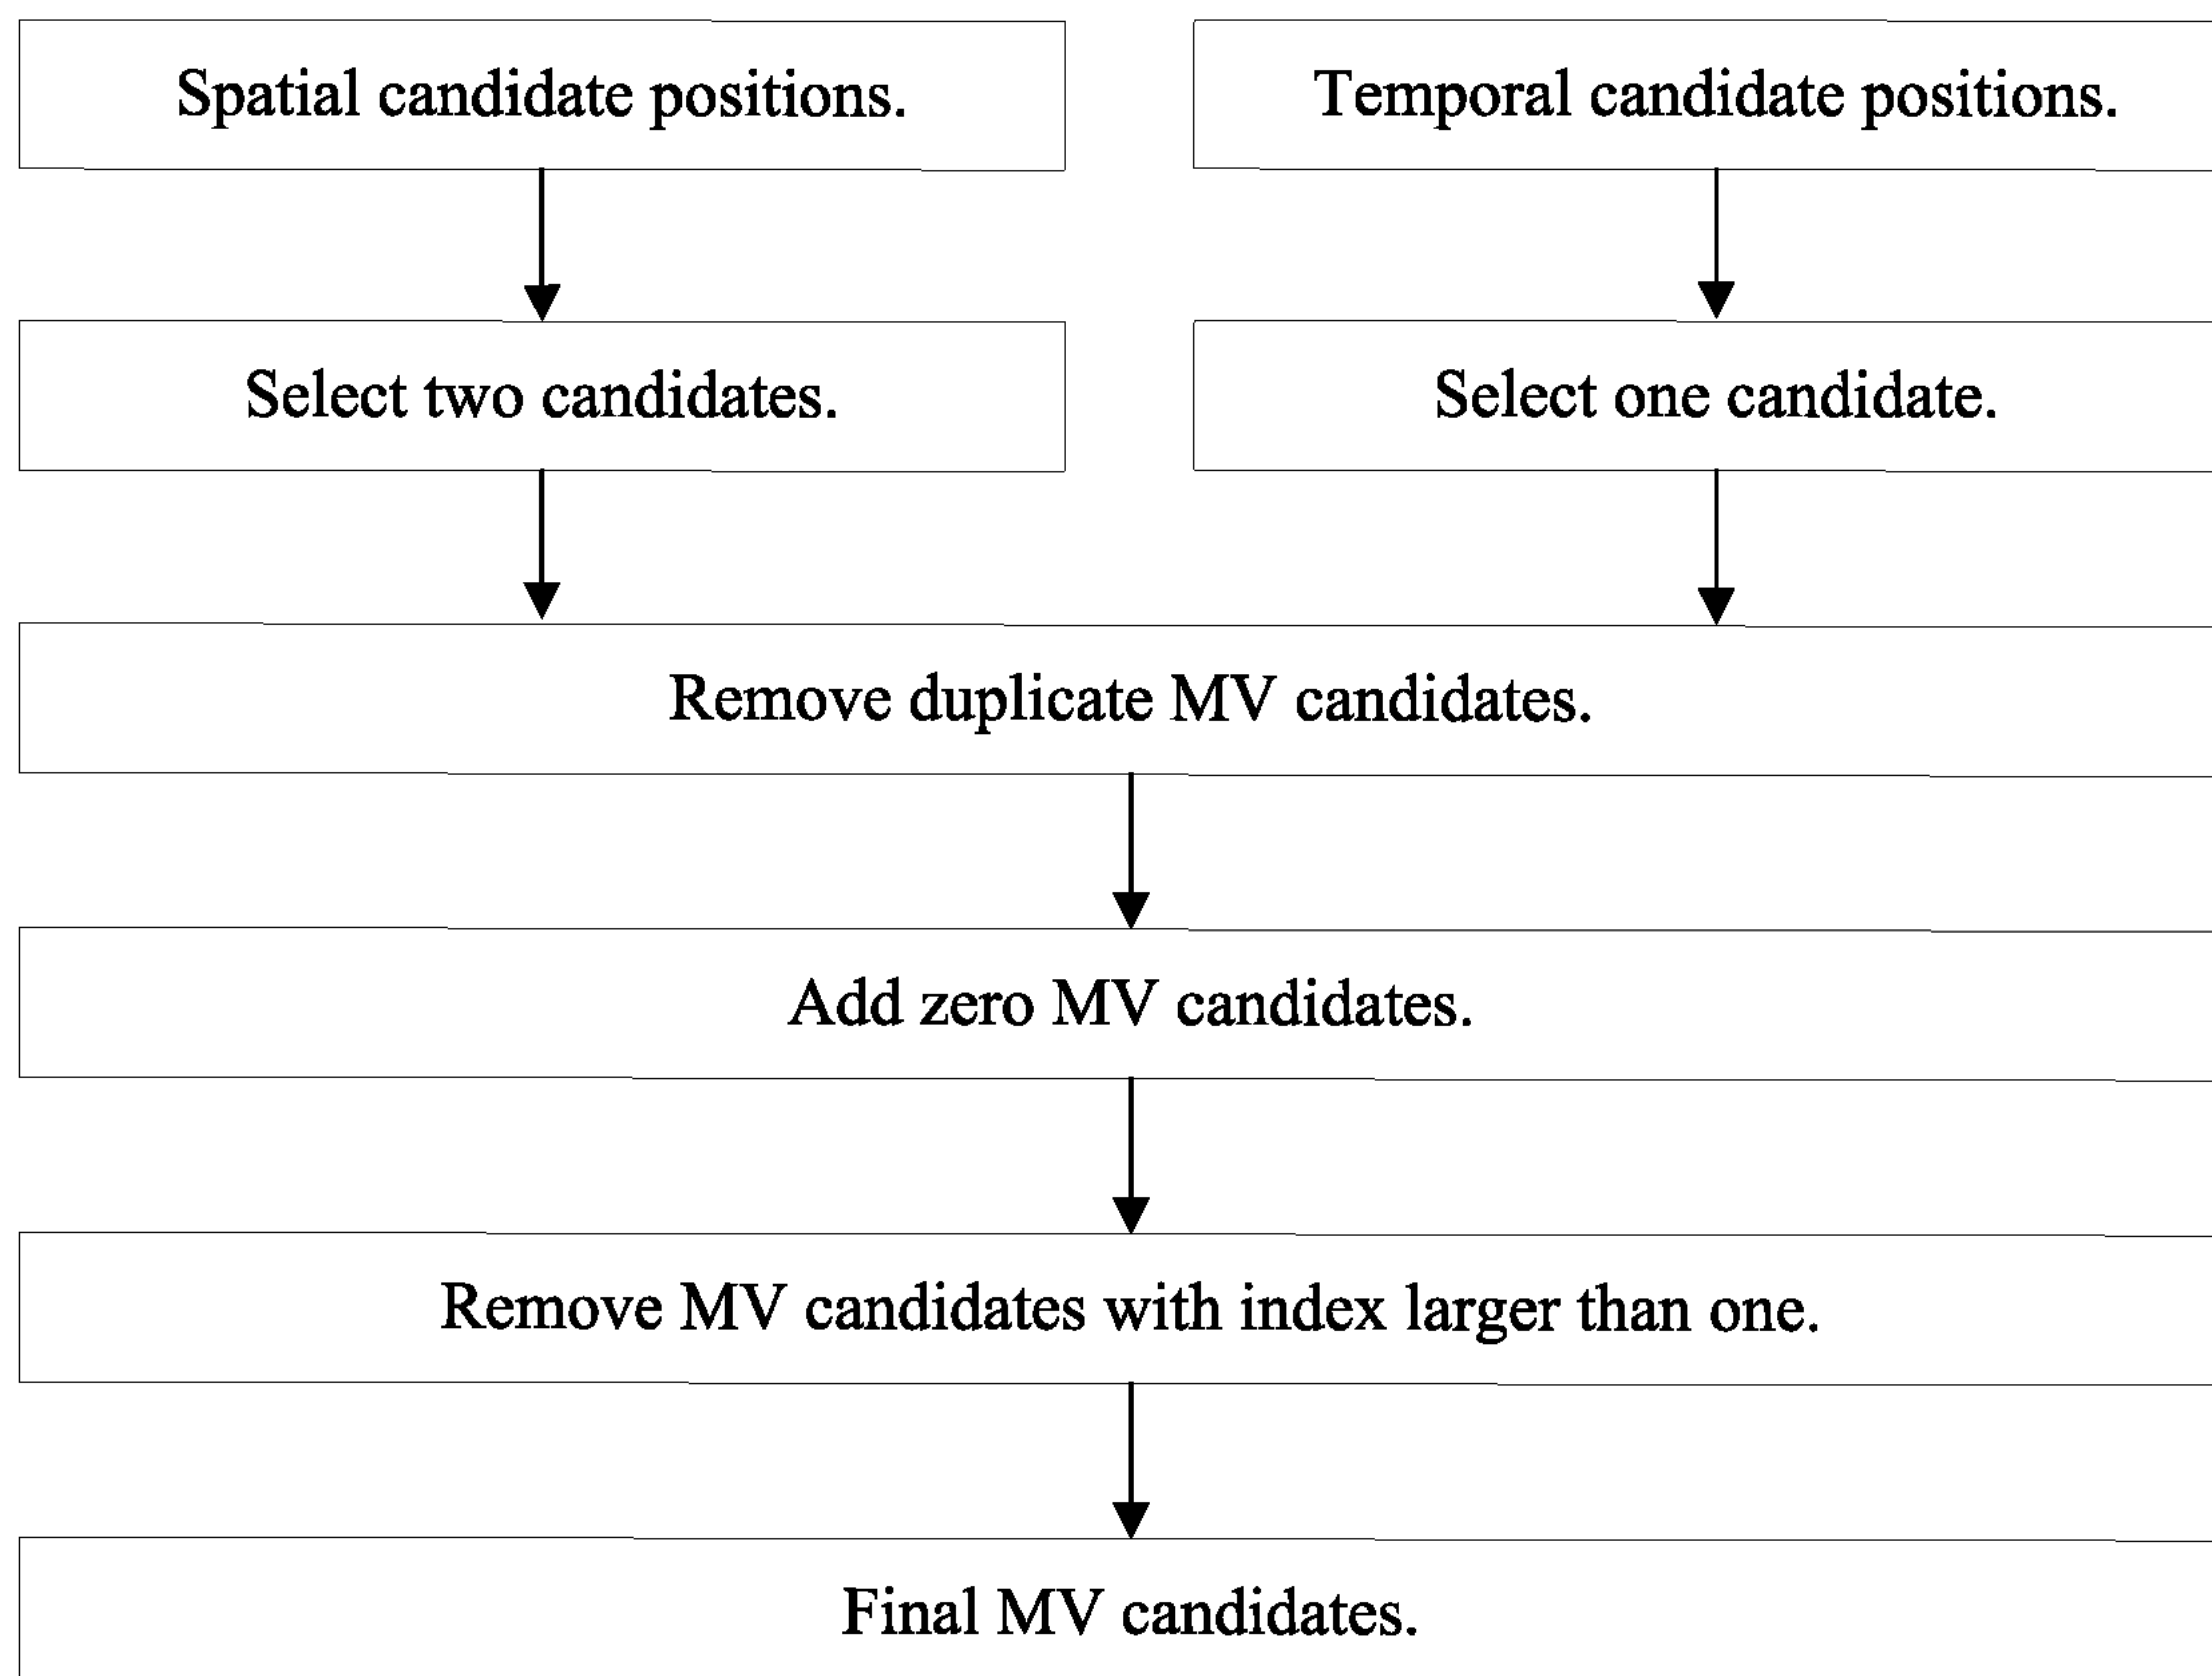 Spatial candidate positions.
Temporal candidate positions.
Select two candidates.
Select one candidate.
Remove duplicate MV candidates.
Add zero MV candidates.
Remove MV candidates with index larger than one.
Final MV candidates.